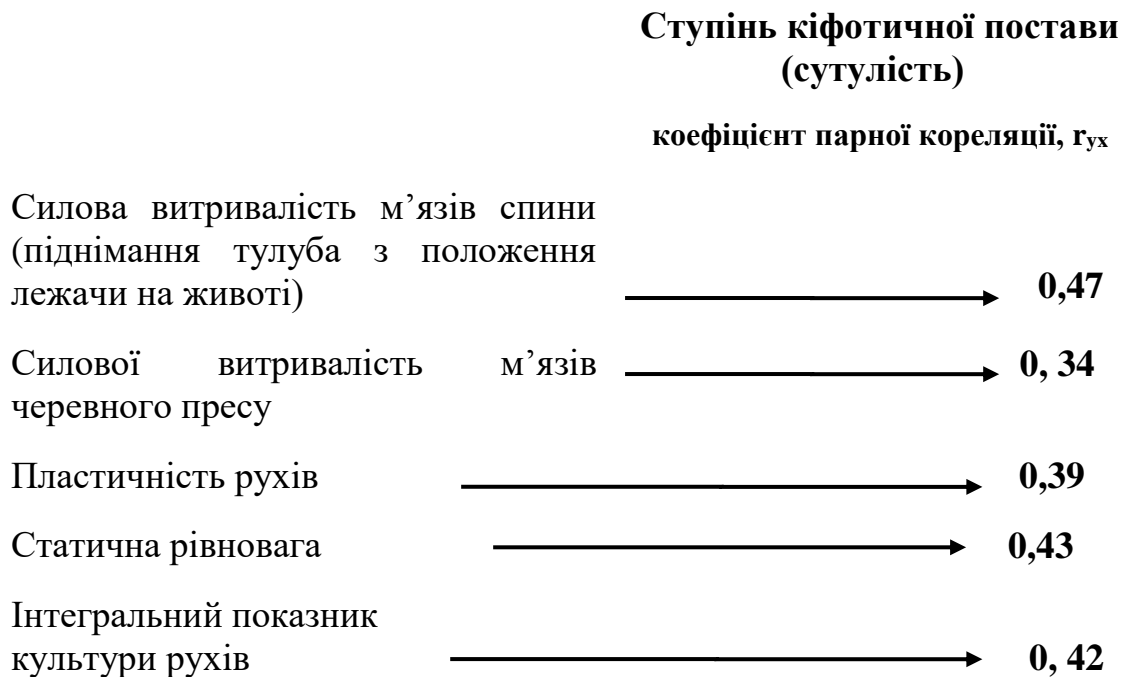 Ступінь кіфотичної постави
(сутулість)
коефіцієнт парної кореляції, rух
Силова витривалість м’язів спини
(піднімання тулуба з положення
лежачи на животі)
0,47
Силової витривалість м’язів
черевного пресу
0, 34
Пластичність рухів
0,39
Статична рівновага
0,43
Інтегральний показник
культури рухів
0, 42